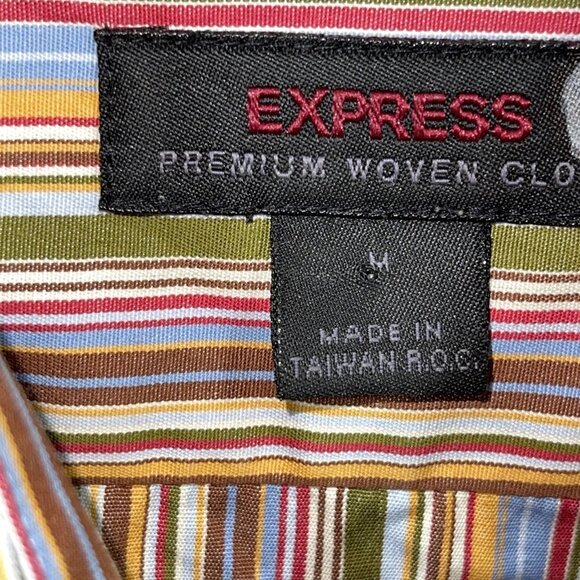 EXPRESS
PREMIUM WOVEN CLO
M
MADE IN
TAIWAN R.O.C.